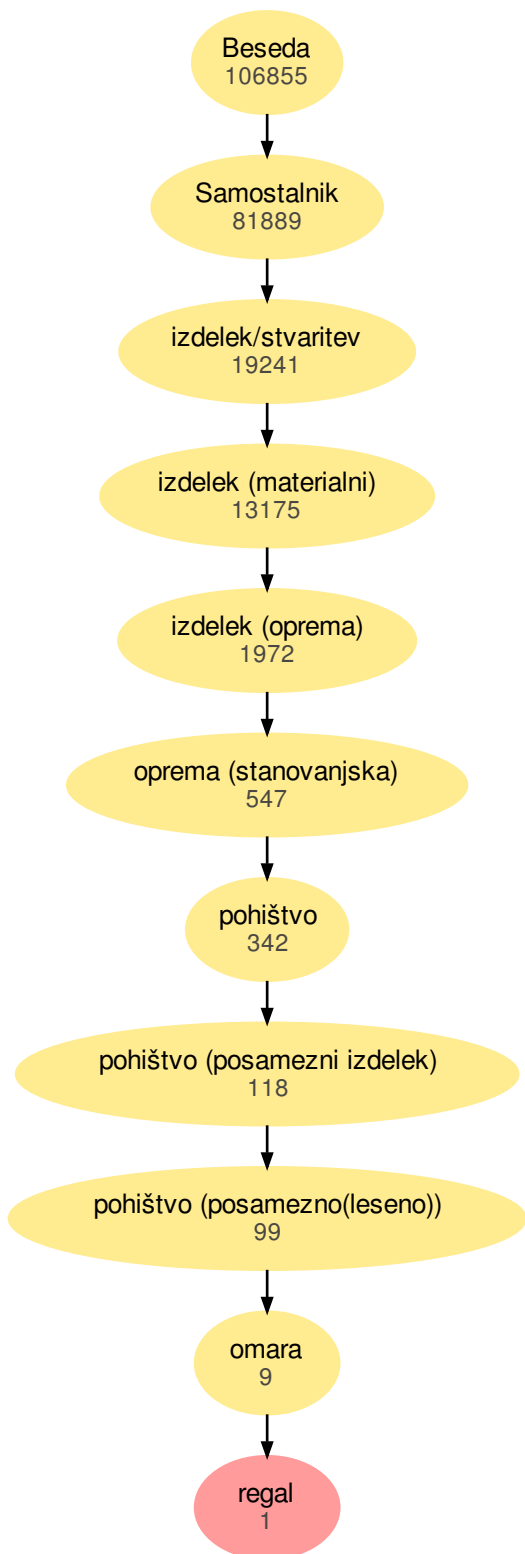 Beseda
106855
Samostalnik
81889
izdelek/stvaritev
19241
izdelek (materialni)
13175
izdelek (oprema)
1972
oprema (stanovanjska)
547
pohištvo
342
pohištvo (posamezni izdelek)
118
pohištvo (posamezno(leseno))
99
omara
9
regal
1